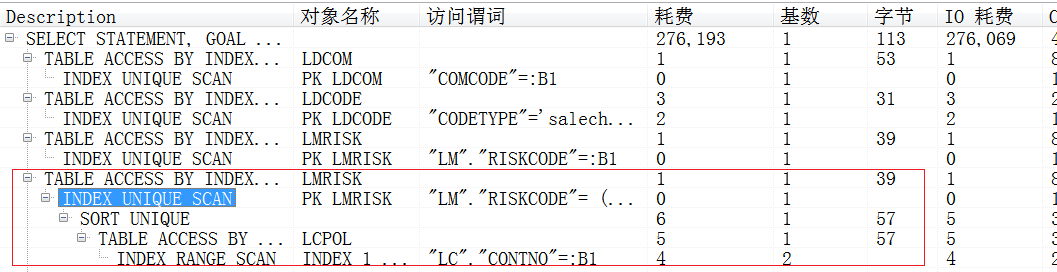 Description 对象名称 访问谓词 耗费 基数 字节 IO 耗费
SELECT STATEMENT, GOAL ... 276,193 1 113 276,069
TABLE ACCESS BY INDEX... LDCOM 1 1 53 1
INDEX UNIQUE SCAN PK LDCOM "COMCODE"=:B1 0 1 0
TABLE ACCESS BY INDEX... LDCODE 3 1 31 3
INDEX UNIQUE SCAN PK LDCODE "CODETYPE"='salech... 2 1 2
TABLE ACCESS BY INDEX... LMRISK 1 1 39 1
INDEX UNIQUE SCAN PK LMRISK "LM"."RISKCODE"=:B1 0 1 0
TABLE ACCESS BY INDEX... LMRISK 1 1 39 1
INDEX UNIQUE SCAN PK LMRISK "LM"."RISKCODE"= (... 0 1 0
SORT UNIQUE 6 1 57 5
TABLE ACCESS BY ... LCPOL 5 1 57 5
INDEX RANGE SCAN INDEX 1 ... "LC"."CONTNO"=:B1 4 2 4